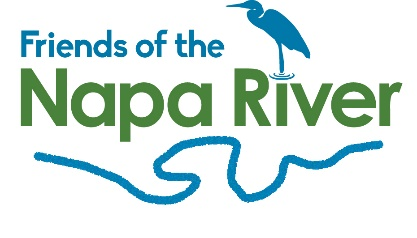 Friends of the
Napa River